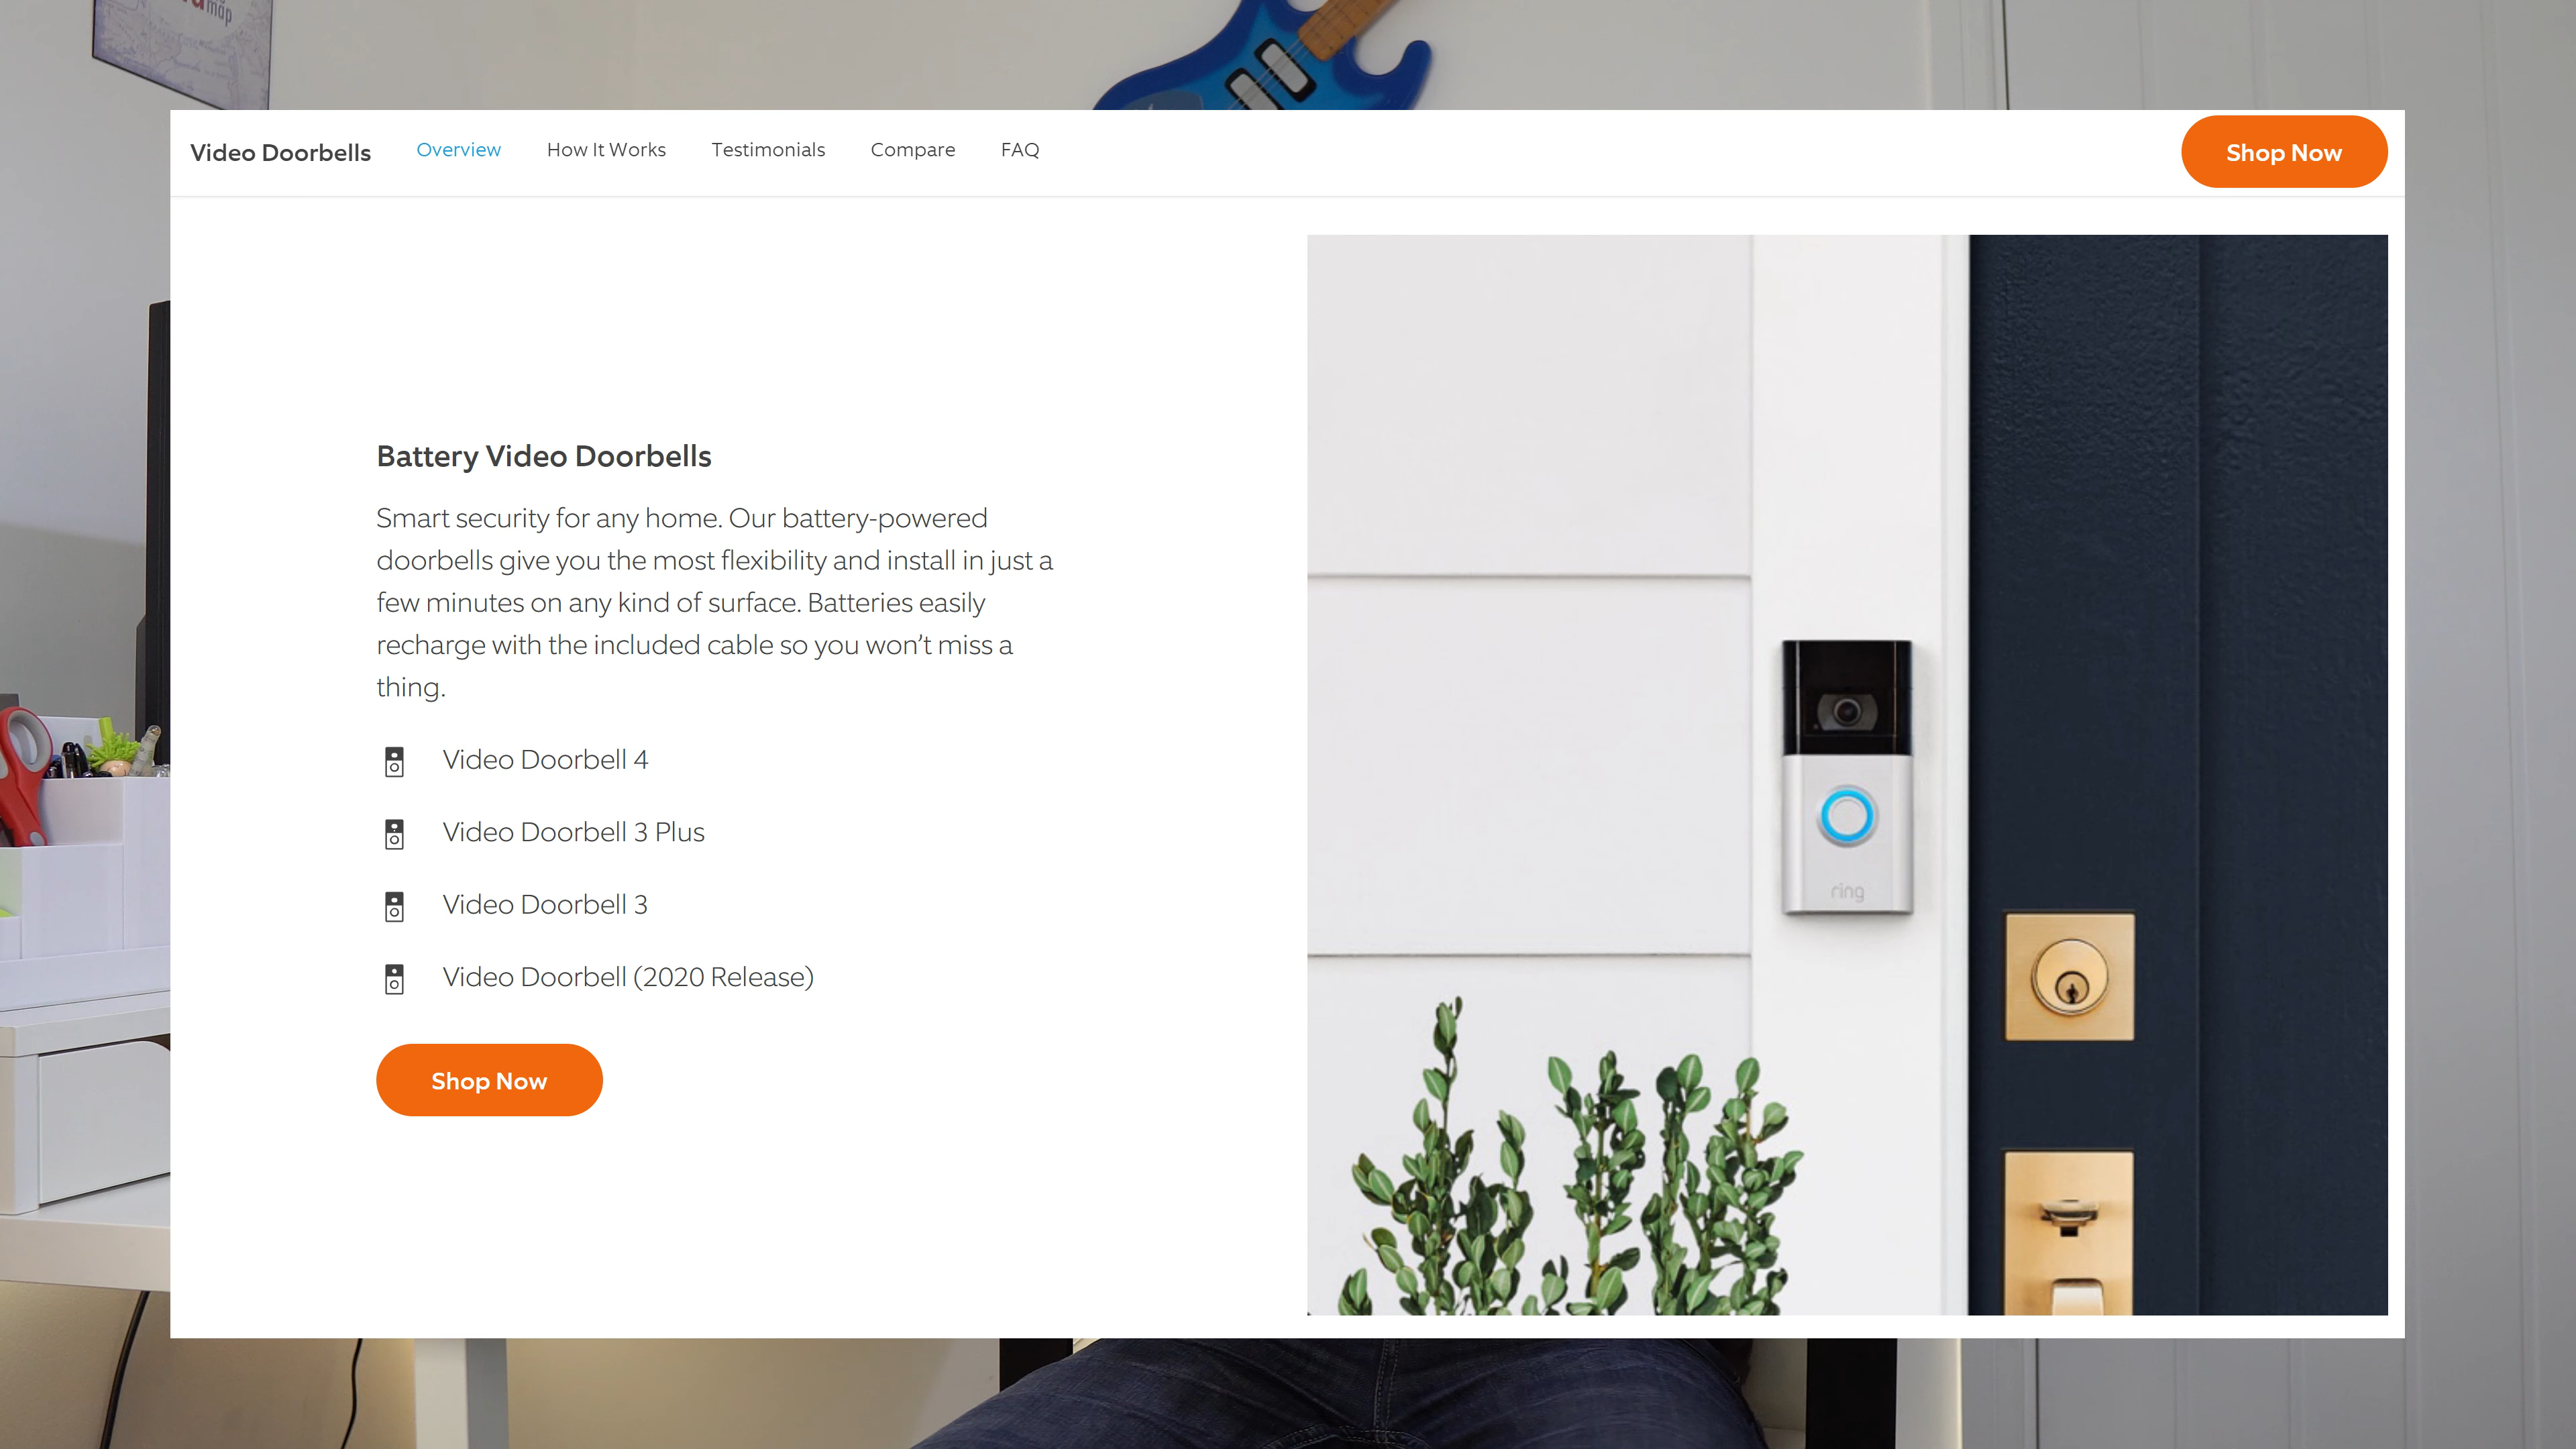 map
Video Doorbells Overview How It Works Testimonials Compare FAQ Shop Now
Battery Video Doorbells
Smart security for any home. Our battery-powered
doorbells give you the most flexibility and install in just a
few minutes on any kind of surface. Batteries easily
recharge with the included cable so you won’t miss a
thing.
Video Doorbell 4
Video Doorbell 3 Plus
Video Doorbell 3
Video Doorbell (2020 Release)
Shop Now
ring